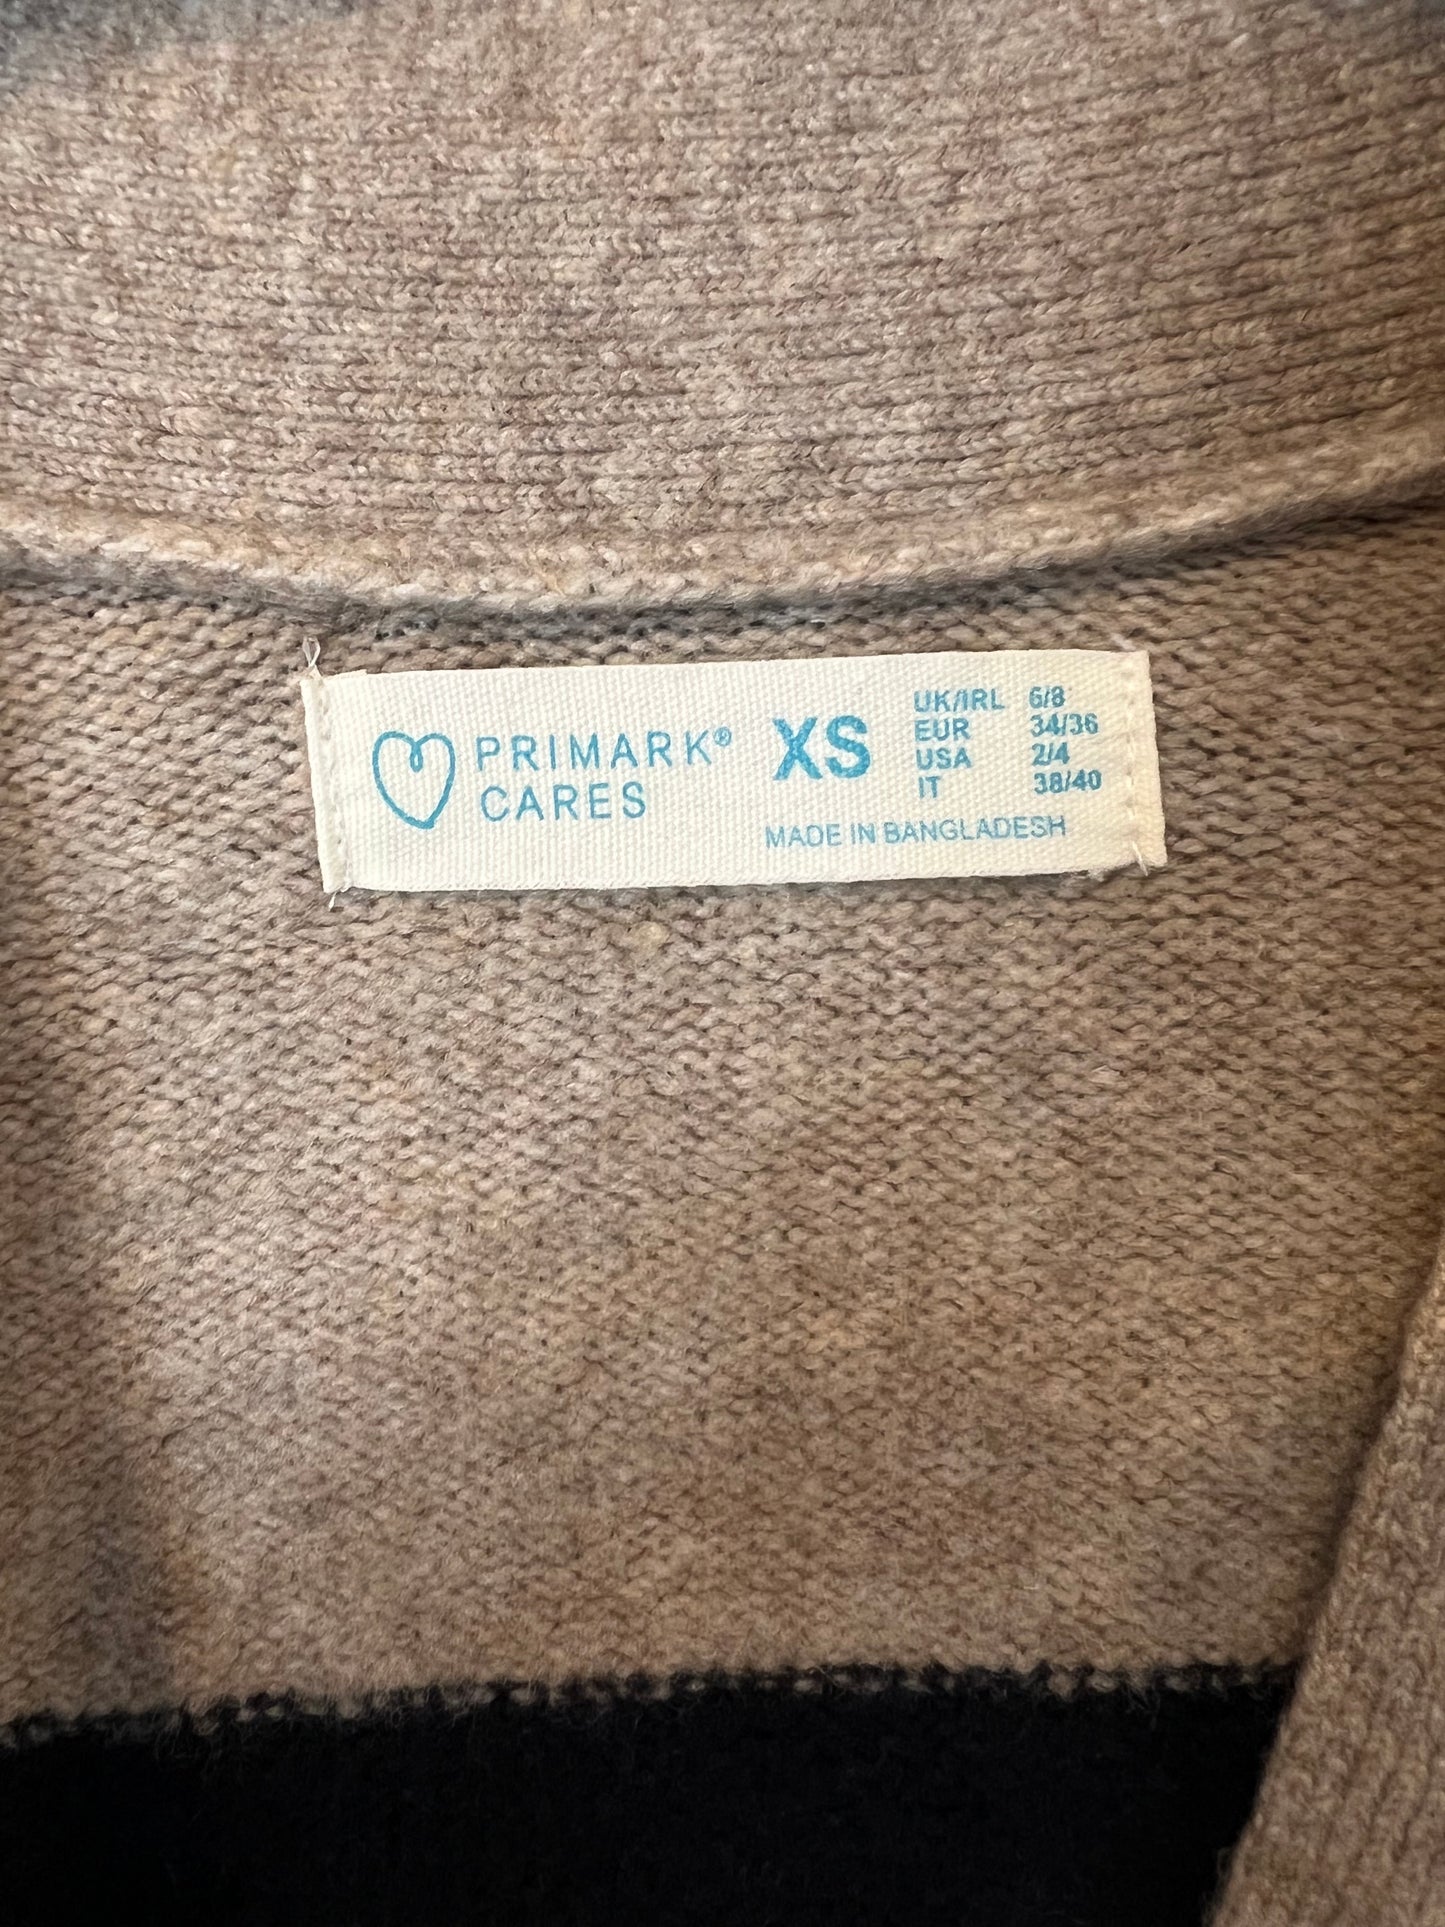 PRIMARK®
CARES
XS
UK/IRL 6/8
EUR 34/36
USA 2/4
IT 38/40
MADE IN BANGLADESH